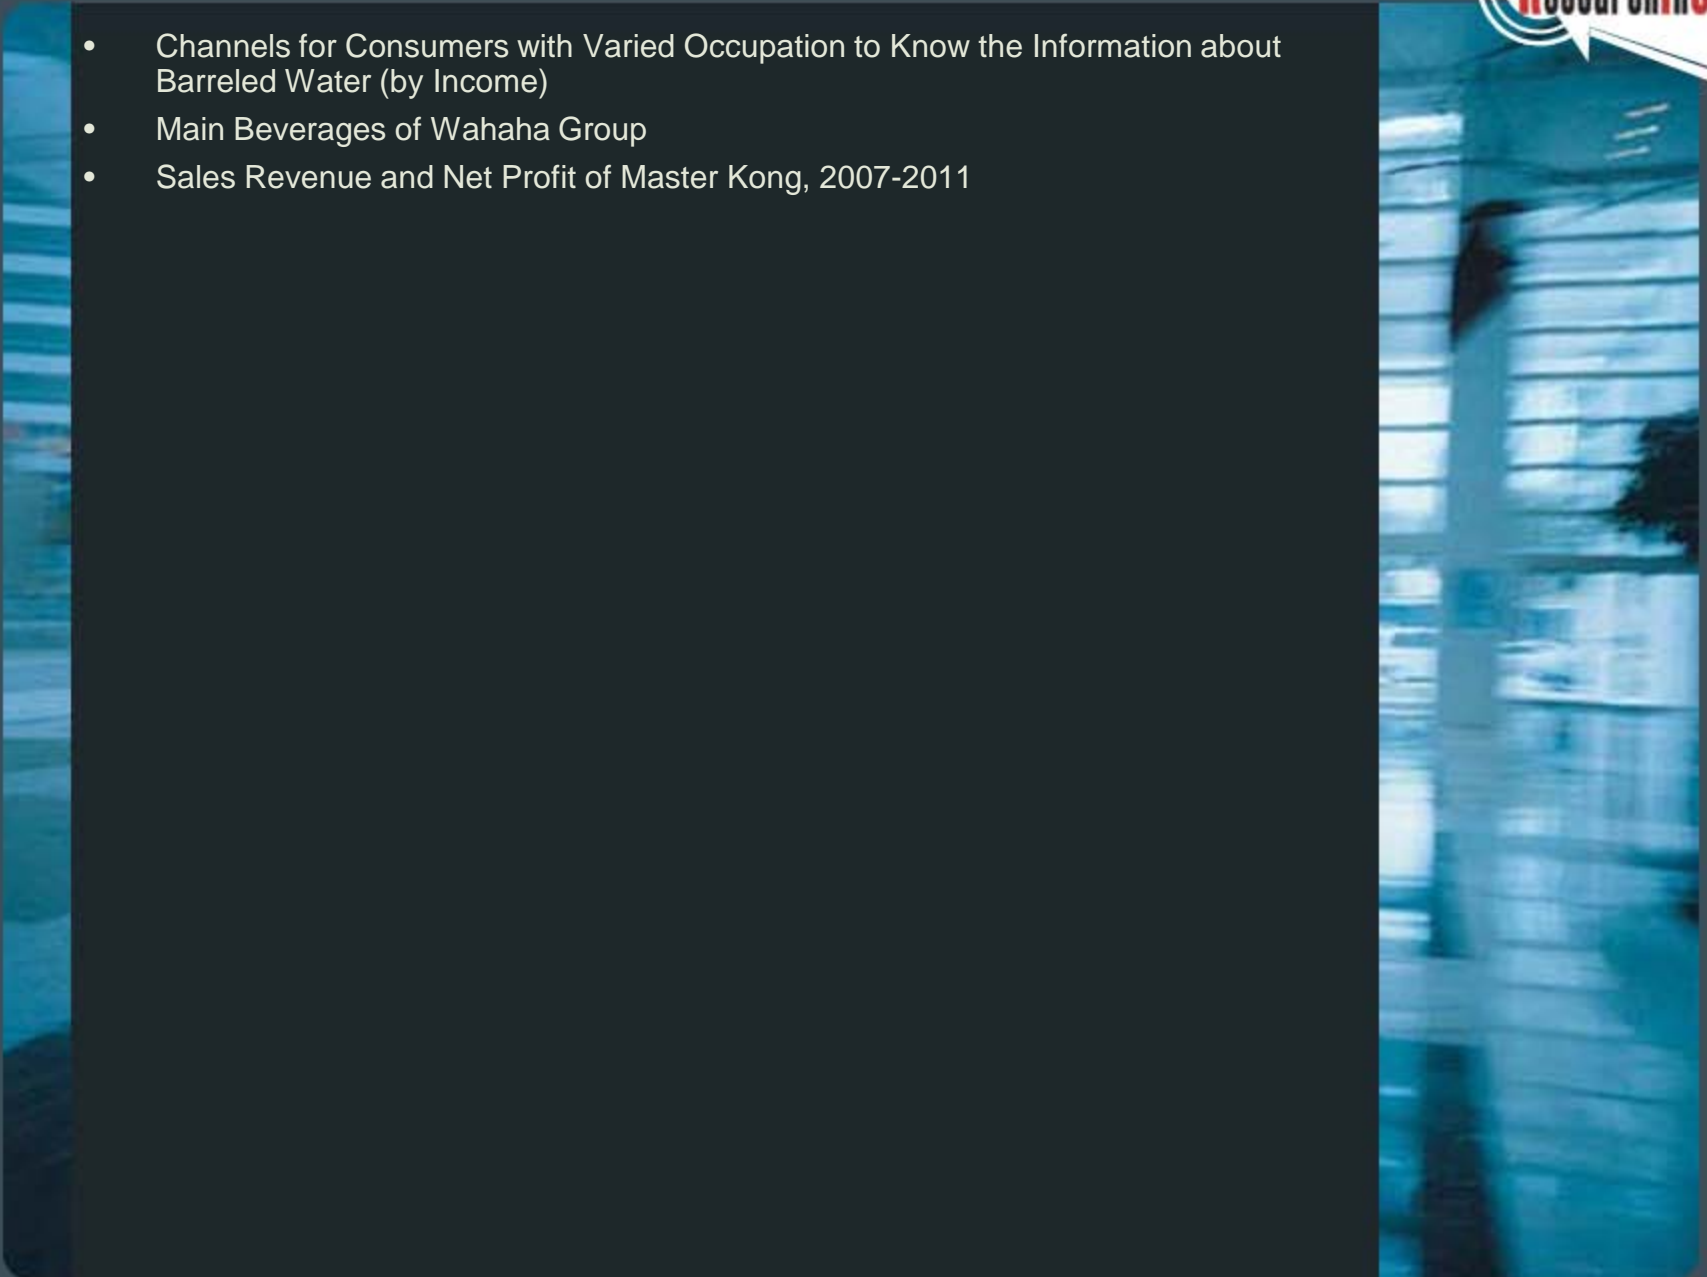 • Channels for Consumers with Varied Occupation to Know the Information about
Barreled Water (by Income)
• Main Beverages of Wahaha Group
• Sales Revenue and Net Profit of Master Kong, 2007-2011